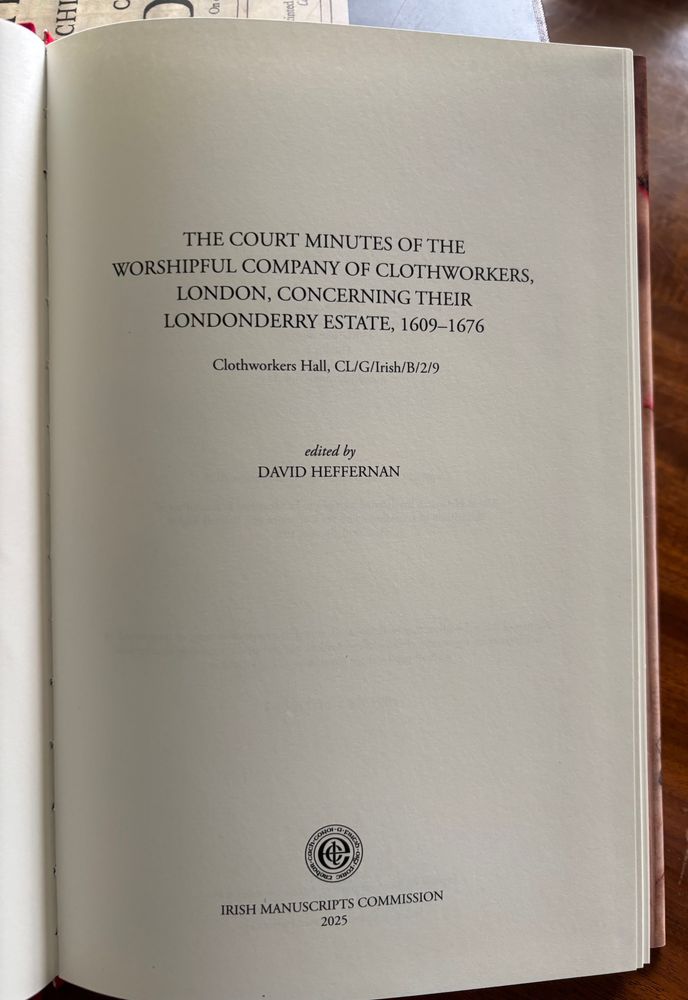 THE COURT MINUTES OF THE
WORSHIPFUL COMPANY OF CLOTHWORKERS,
LONDON, CONCERNING THEIR
LONDONDERRY ESTATE, 1609–1676
Clothworkers Hall, CL/G/Irish/B/2/9
edited by
DAVID HEFFERNAN
IRISH MANUSCRIPTS COMMISSION
2025